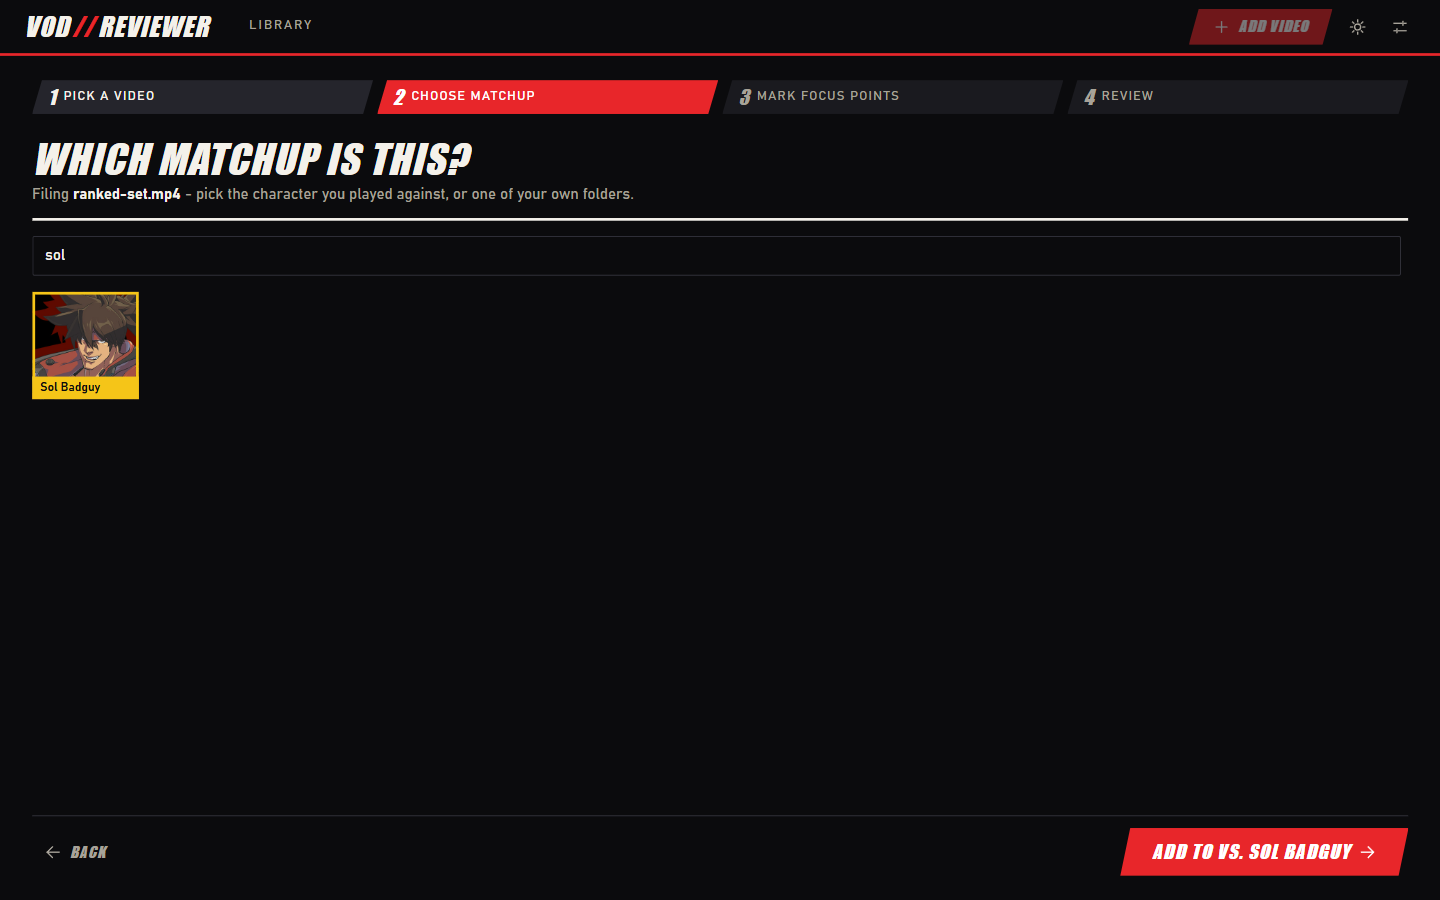 VOD//REVIEWER
LIBRARY
ADD VIDEO
1 PICK A VIDEO
2 CHOOSE MATCHUP
3 MARK FOCUS POINTS
4 REVIEW
WHICH MATCHUP IS THIS?
Filing ranked-set.mp4 - pick the character you played against, or one of your own folders.
sol
Sol Badguy
BACK
ADD TO VS. SOL BADGUY